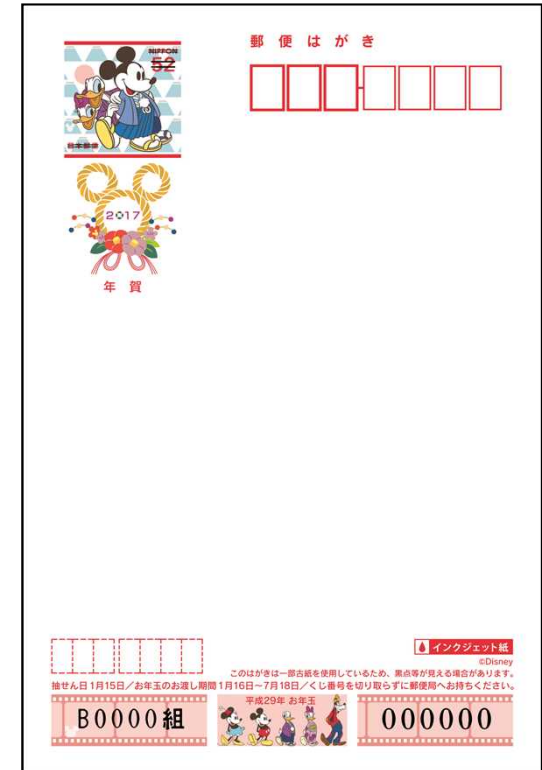 郵便はがき
NIPPON
52
日本郵便
2017
年賀
インクジェット紙
©Disney
このはがきは一部古紙を使用しているため、黒点等が見える場合があります。
抽せん日1月15日／お年玉のお渡し期間1月16日〜7月18日／くじ番号を切り取らずに郵便局へお持ちください。
平成29年 お年玉
B0000組
000000